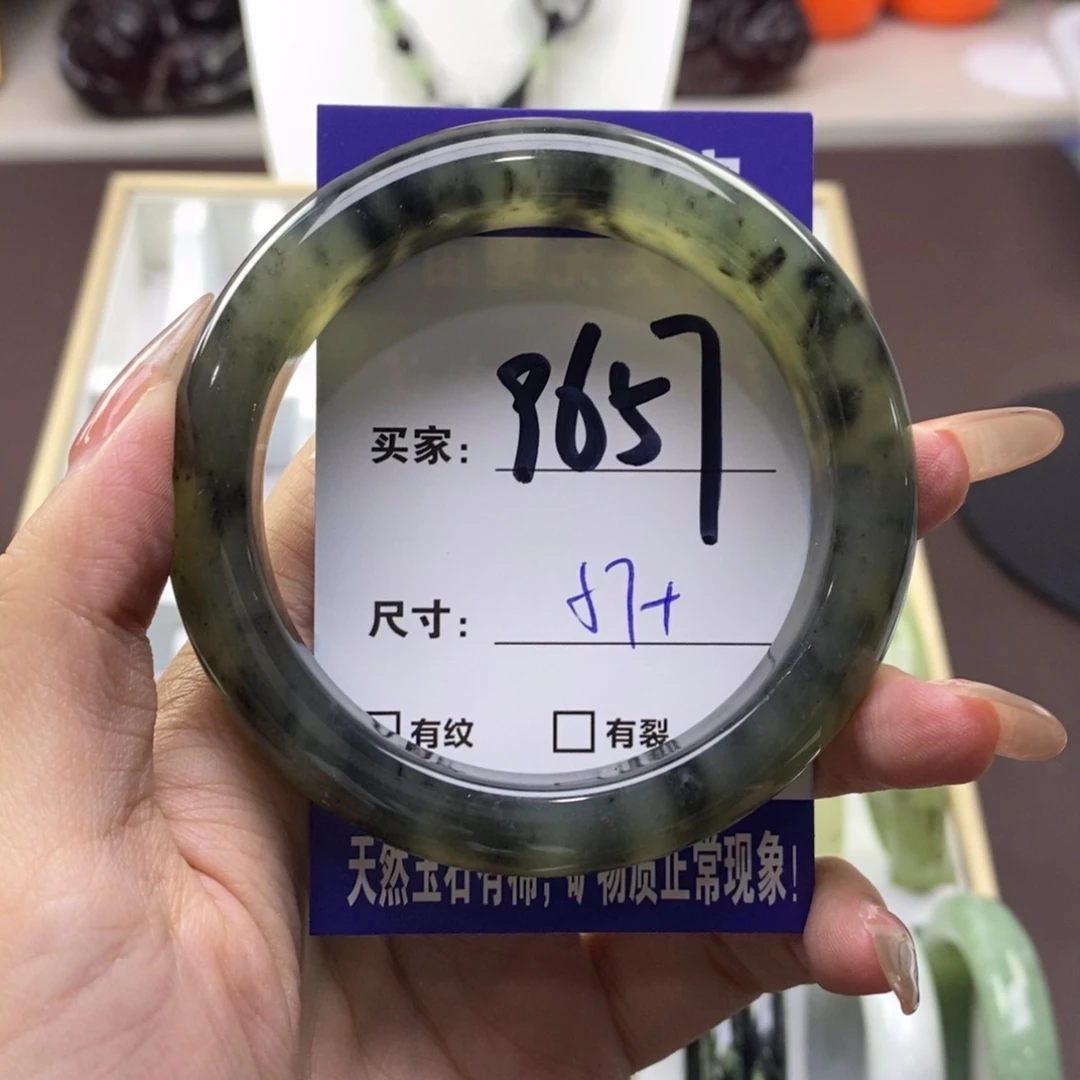 买家： 9657
尺寸： 57+
有纹 有裂
天然玉石有棉，矿物质正常现象！